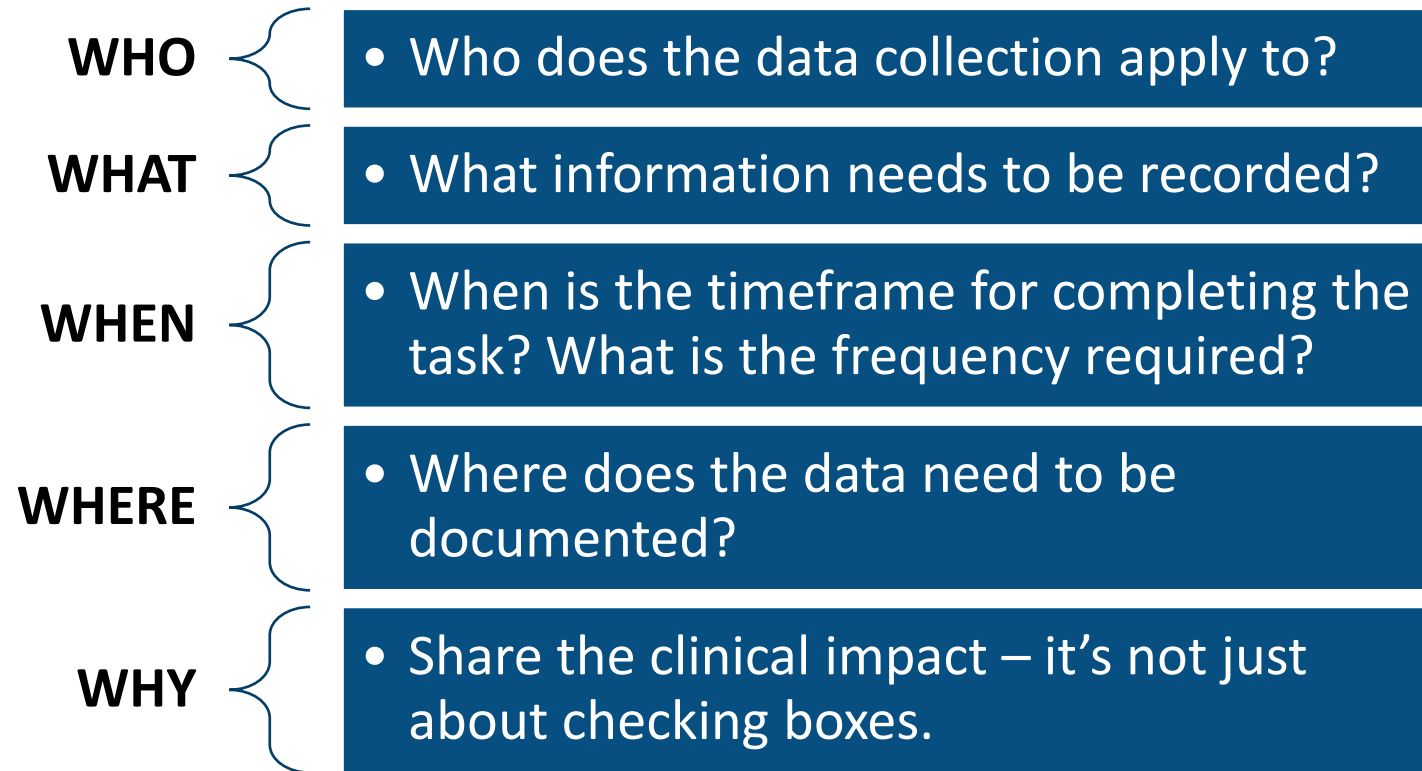 WHO
• Who does the data collection apply to?
WHAT
• What information needs to be recorded?
WHEN
• When is the timeframe for completing the
task? What is the frequency required?
WHERE
• Where does the data need to be
documented?
WHY
• Share the clinical impact – it’s not just
about checking boxes.